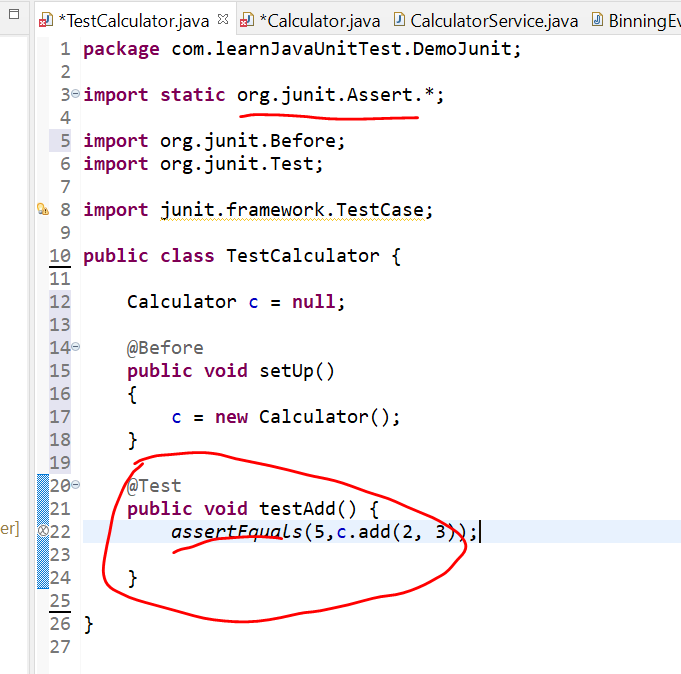 *TestCalculator.java *Calculator.java CalculatorService.java BinningEv
1 package com.learnJavaUnitTest.DemoJunit;
2
3 import static org.junit.Assert.*;
4
5 import org.junit.Before;
6 import org.junit.Test;
7
8 import junit.framework.TestCase;
9
10 public class TestCalculator {
11
12 Calculator c = null;
13
14 @Before
15 public void setUp()
16 {
17 c = new Calculator();
18 }
19
20 @Test
21 public void testAdd() {
er] 22 assertEquals(5,c.add(2, 3));
23
24 }
25
26 }
27